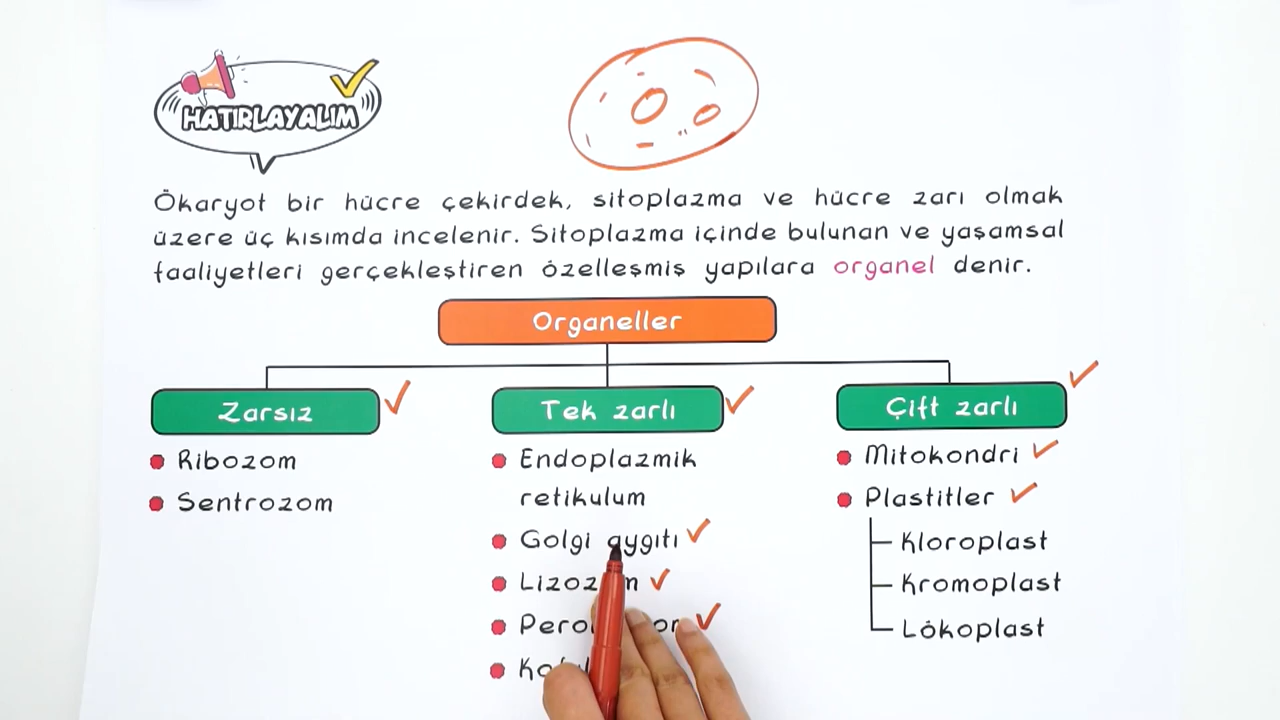 HATIRLAYALIM
Ökaryot bir hücre çekirdek, sitoplazma ve hücre zarı olmak
üzere üç kısımda incelenir. Sitoplazma içinde bulunan ve yaşamsal
faaliyetleri gerçekleştiren özelleşmiş yapılara organel denir.
Organeller
Zarsız
Ribozom
Sentrozom
Tek zarlı
Endoplazmik
retikulum
Golgi aygıtı
Çift zarlı
Mitokondri
Plastitler
Kloroplast
Kromoplast
Lökoplast